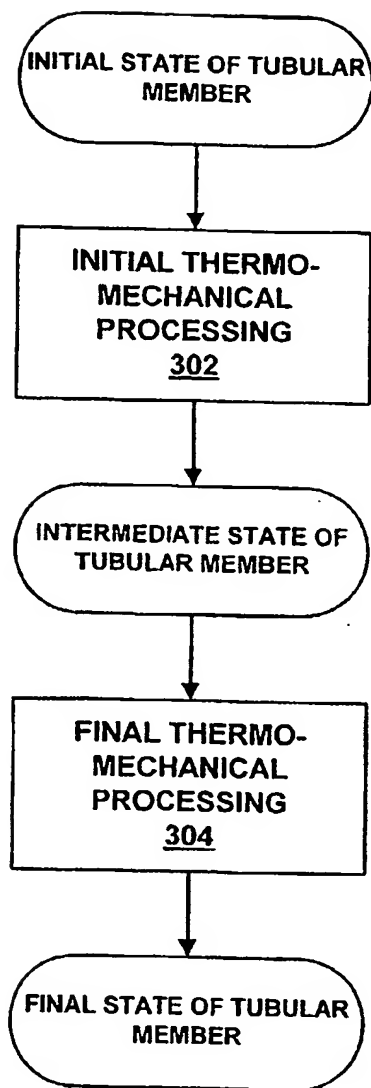 INITIAL STATE OF TUBULAR
MEMBER
INITIAL THERMO-
MECHANICAL
PROCESSING
302
INTERMEDIATE STATE OF
TUBULAR MEMBER
FINAL THERMO-
MECHANICAL
PROCESSING
304
FINAL STATE OF TUBULAR
MEMBER